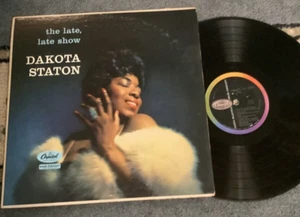 the late,
late show
DAKOTA
STATON
Capitol